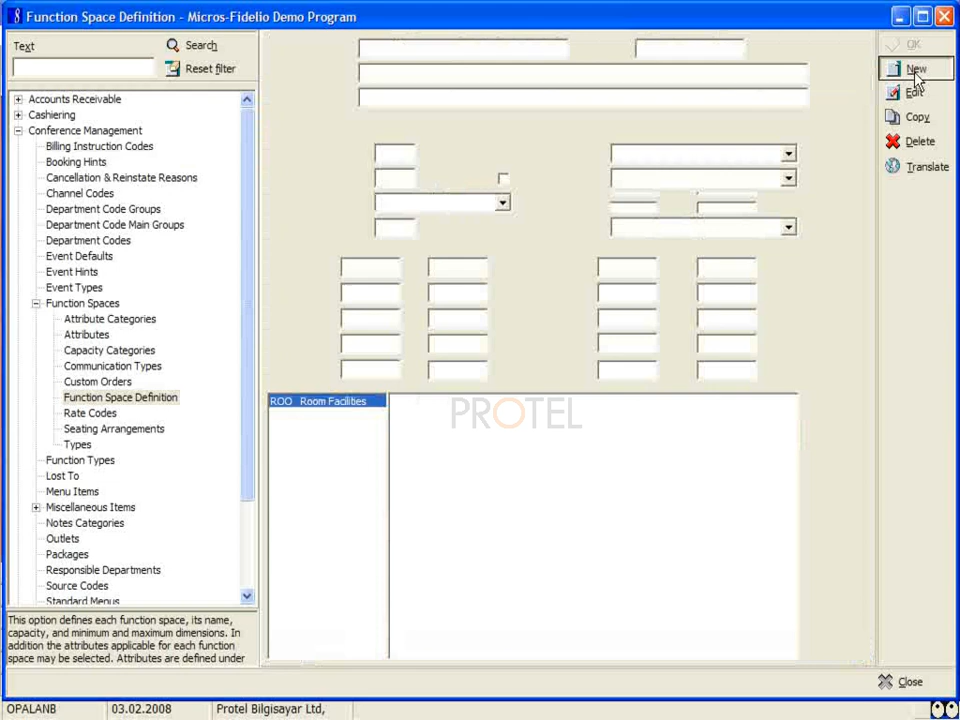 Function Space Definition - Micros-Fidelio Demo Program
Text
Search
Reset filter
Accounts Receivable
Cashiering
Conference Management
Billing Instruction Codes
Booking Hints
Cancellation & Reinstate Reasons
Channel Codes
Department Code Groups
Department Code Main Groups
Department Codes
Event Defaults
Event Hints
Event Types
Function Spaces
Attribute Categories
Attributes
Capacity Categories
Communication Types
Custom Orders
Function Space Definition
Rate Codes
Seating Arrangements
Types
Function Types
Lost To
Menu Items
Miscellaneous Items
Notes Categories
Outlets
Packages
Responsible Departments
Source Codes
Standard Menus
This option defines each function space, its name,
capacity, and minimum and maximum dimensions. In
addition the attributes applicable for each function
space may be selected. Attributes are defined under
ROO Room Facilities
PROTEL
OK
New
Edit
Copy
Delete
Translate
Close
OPALANB 03.02.2008 Protel Bilgisayar Ltd,